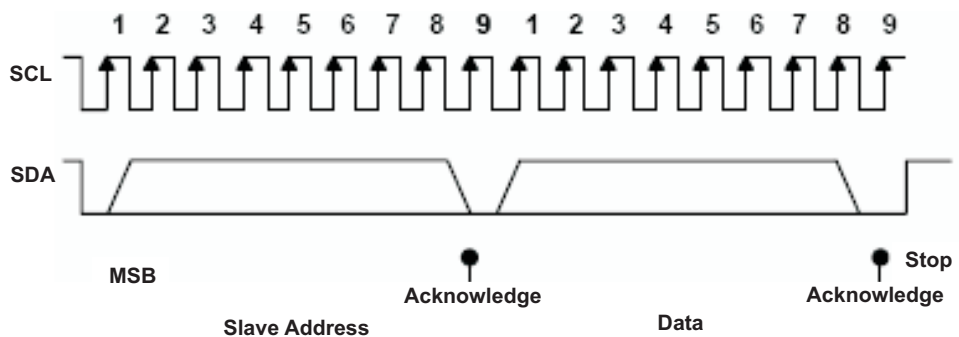 1 2 3 4 5 6 7 8 9 1 2 3 4 5 6 7 8 9
SCL
SDA
MSB
Stop
Acknowledge
Acknowledge
Slave Address
Data